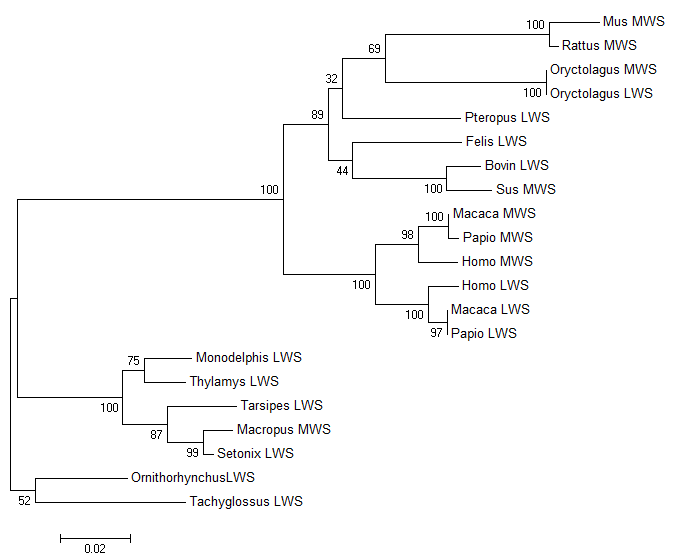 100
Mus MWS
Rattus MWS
69
Oryctolagus MWS
100
Oryctolagus LWS
32
89
Pteropus LWS
Felis LWS
44
Bovin LWS
100
Sus MWS
100
100
Macaca MWS
98
Papio MWS
Homo MWS
100
Homo LWS
100
Macaca LWS
97
Papio LWS
75
Monodelphis LWS
Thylamys LWS
100
Tarsipes LWS
87
Macropus MWS
99
Setonix LWS
OrnithorhynchusLWS
52
Tachyglossus LWS
0.02